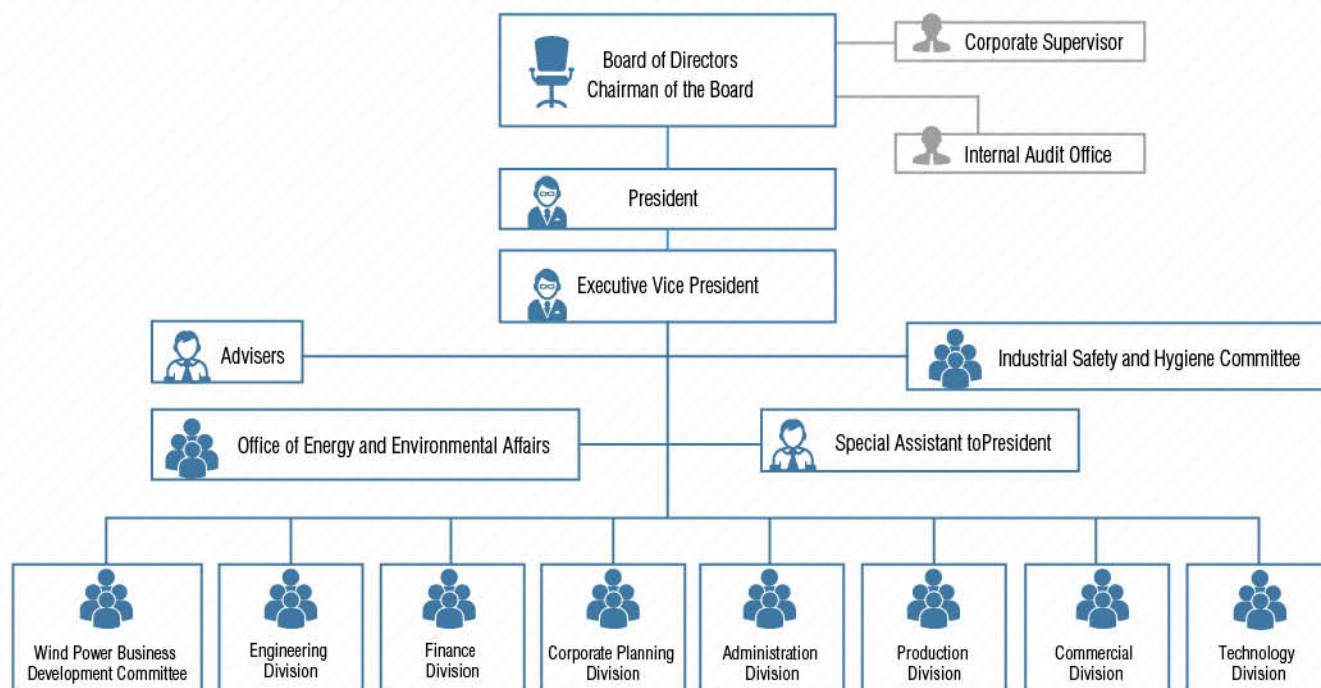 Board of Directors
Chairman of the Board
Corporate Supervisor
Internal Audit Office
President
Executive Vice President
Advisers
Industrial Safety and Hygiene Committee
Office of Energy and Environmental Affairs
Special Assistant toPresident
Wind Power Business
Development Committee
Engineering
Division
Finance
Division
Corporate Planning
Division
Administration
Division
Production
Division
Commercial
Division
Technology
Division